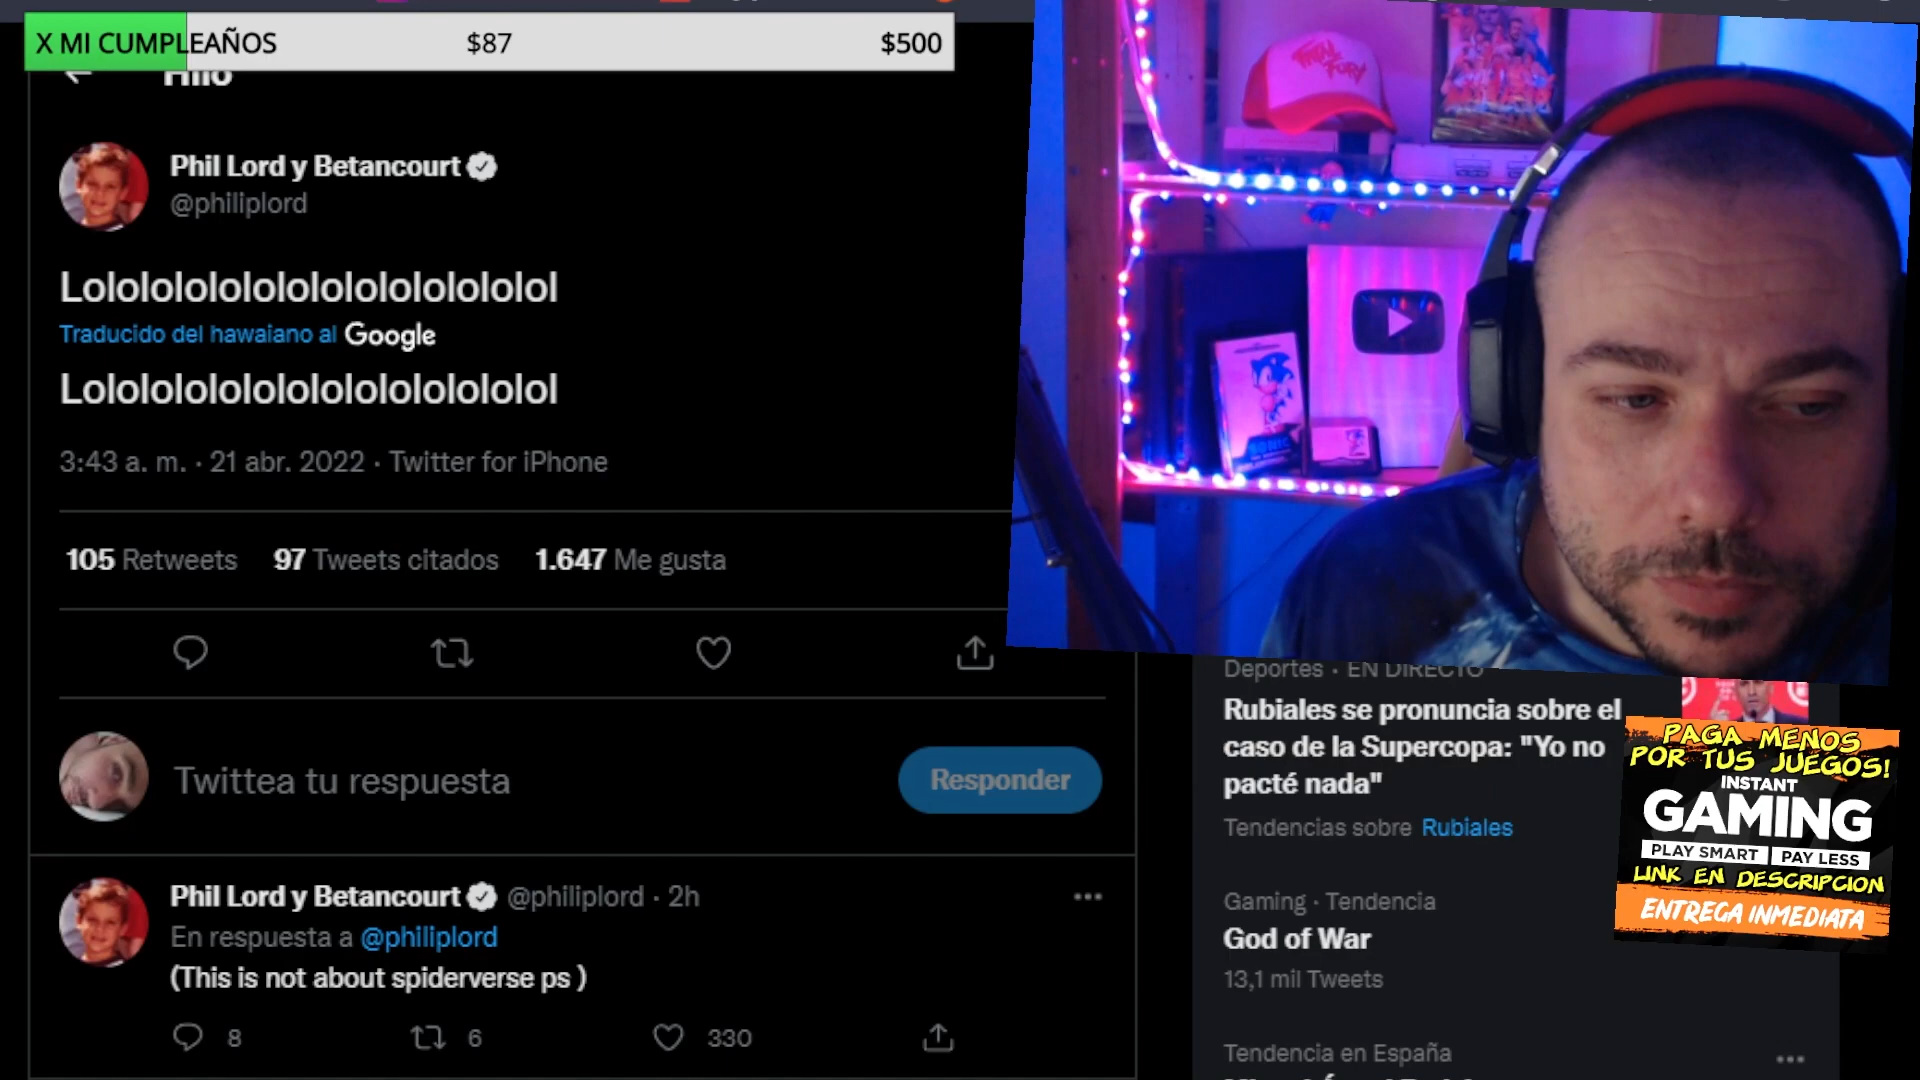 X MI CUMPLEAÑOS $87 $500
Hilo
Phil Lord y Betancourt
@philiplord
Lololololololololololololol
Traducido del hawaiano al Google
Lololololololololololololol
3:43 a. m. · 21 abr. 2022 · Twitter for iPhone
105 Retweets 97 Tweets citados 1.647 Me gusta
Twittea tu respuesta
Responder
Phil Lord y Betancourt @philiplord · 2h
En respuesta a @philiplord
(This is not about spiderverse ps )
8 6 330
Deportes · EN DIRECTO
Rubiales se pronuncia sobre el
caso de la Supercopa: "Yo no
pacté nada"
Tendencias sobre Rubiales
Gaming · Tendencia
God of War
13,1 mil Tweets
Tendencia en España
PAGA MENOS
POR TUS JUEGOS!
INSTANT
GAMING
PLAY SMART PAY LESS
LINK EN DESCRIPCION
ENTREGA INMEDIATA
SONIC